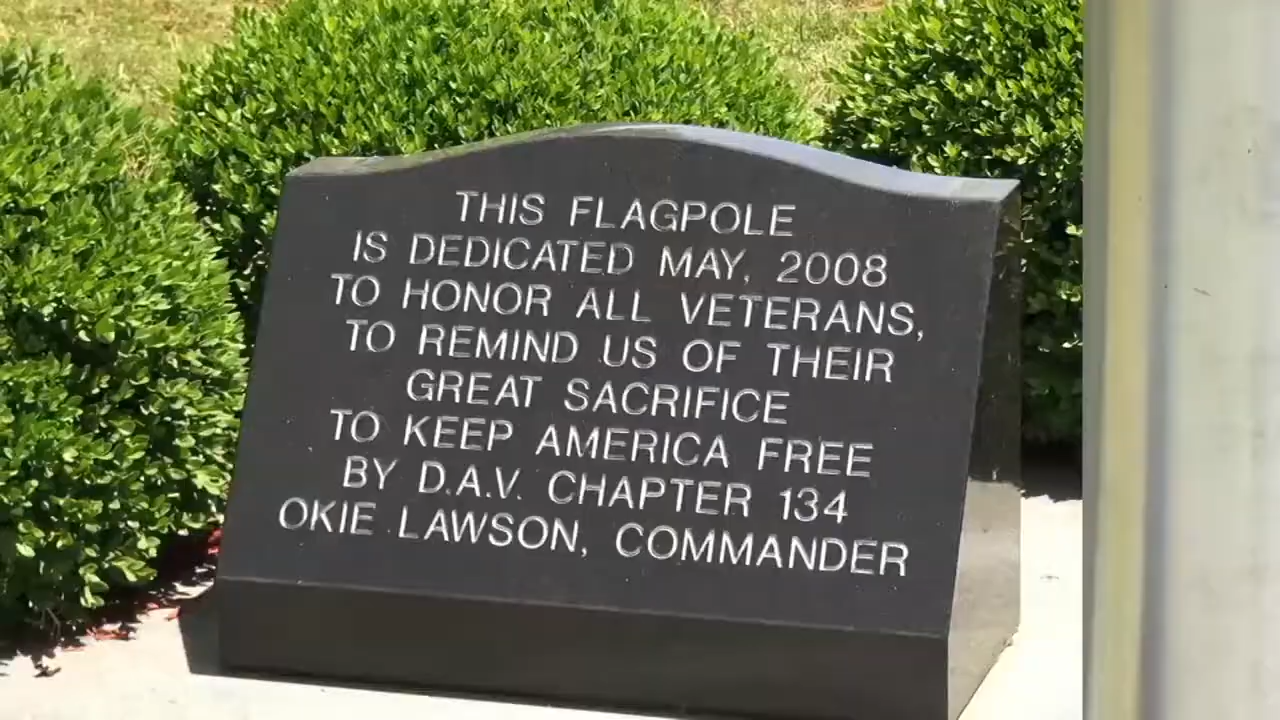 THIS FLAGPOLE
IS DEDICATED MAY, 2008
TO HONOR ALL VETERANS,
TO REMIND US OF THEIR
GREAT SACRIFICE
TO KEEP AMERICA FREE
BY D.A.V. CHAPTER 134
OKIE LAWSON, COMMANDER